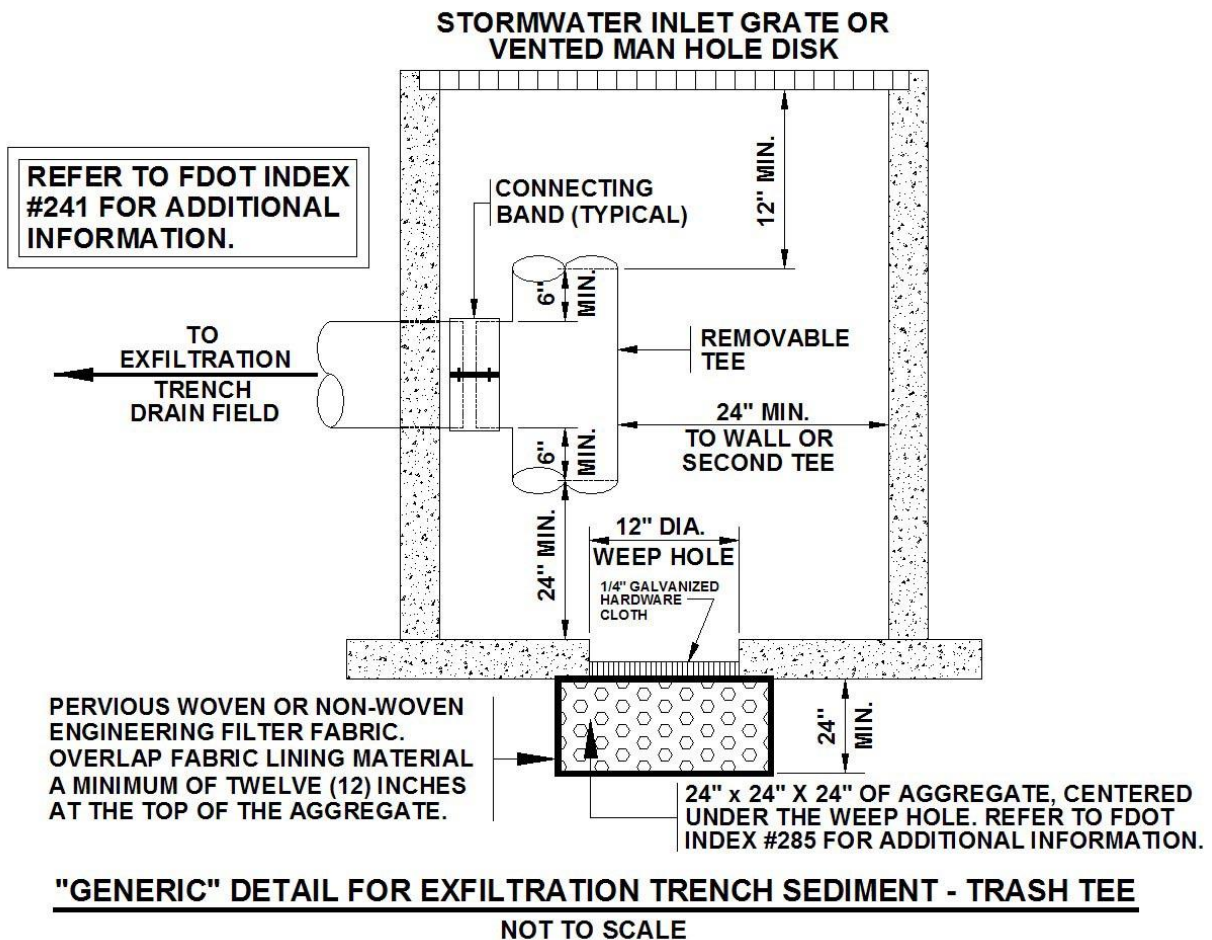 STORMWATER INLET GRATE OR
VENTED MAN HOLE DISK
REFER TO FDOT INDEX
#241 FOR ADDITIONAL
INFORMATION.
CONNECTING
BAND (TYPICAL)
12" MIN.
6"
MIN.
TO
EXFILTRATION
TRENCH
DRAIN FIELD
REMOVABLE
TEE
24" MIN.
TO WALL OR
SECOND TEE
6"
MIN.
24" MIN.
12" DIA.
WEEP HOLE
1/4" GALVANIZED
HARDWARE
CLOTH
PERVIOUS WOVEN OR NON-WOVEN
ENGINEERING FILTER FABRIC.
OVERLAP FABRIC LINING MATERIAL
A MINIMUM OF TWELVE (12) INCHES
AT THE TOP OF THE AGGREGATE.
24"
MIN.
24" x 24" X 24" OF AGGREGATE, CENTERED
UNDER THE WEEP HOLE. REFER TO FDOT
INDEX #285 FOR ADDITIONAL INFORMATION.
"GENERIC" DETAIL FOR EXFILTRATION TRENCH SEDIMENT - TRASH TEE
NOT TO SCALE